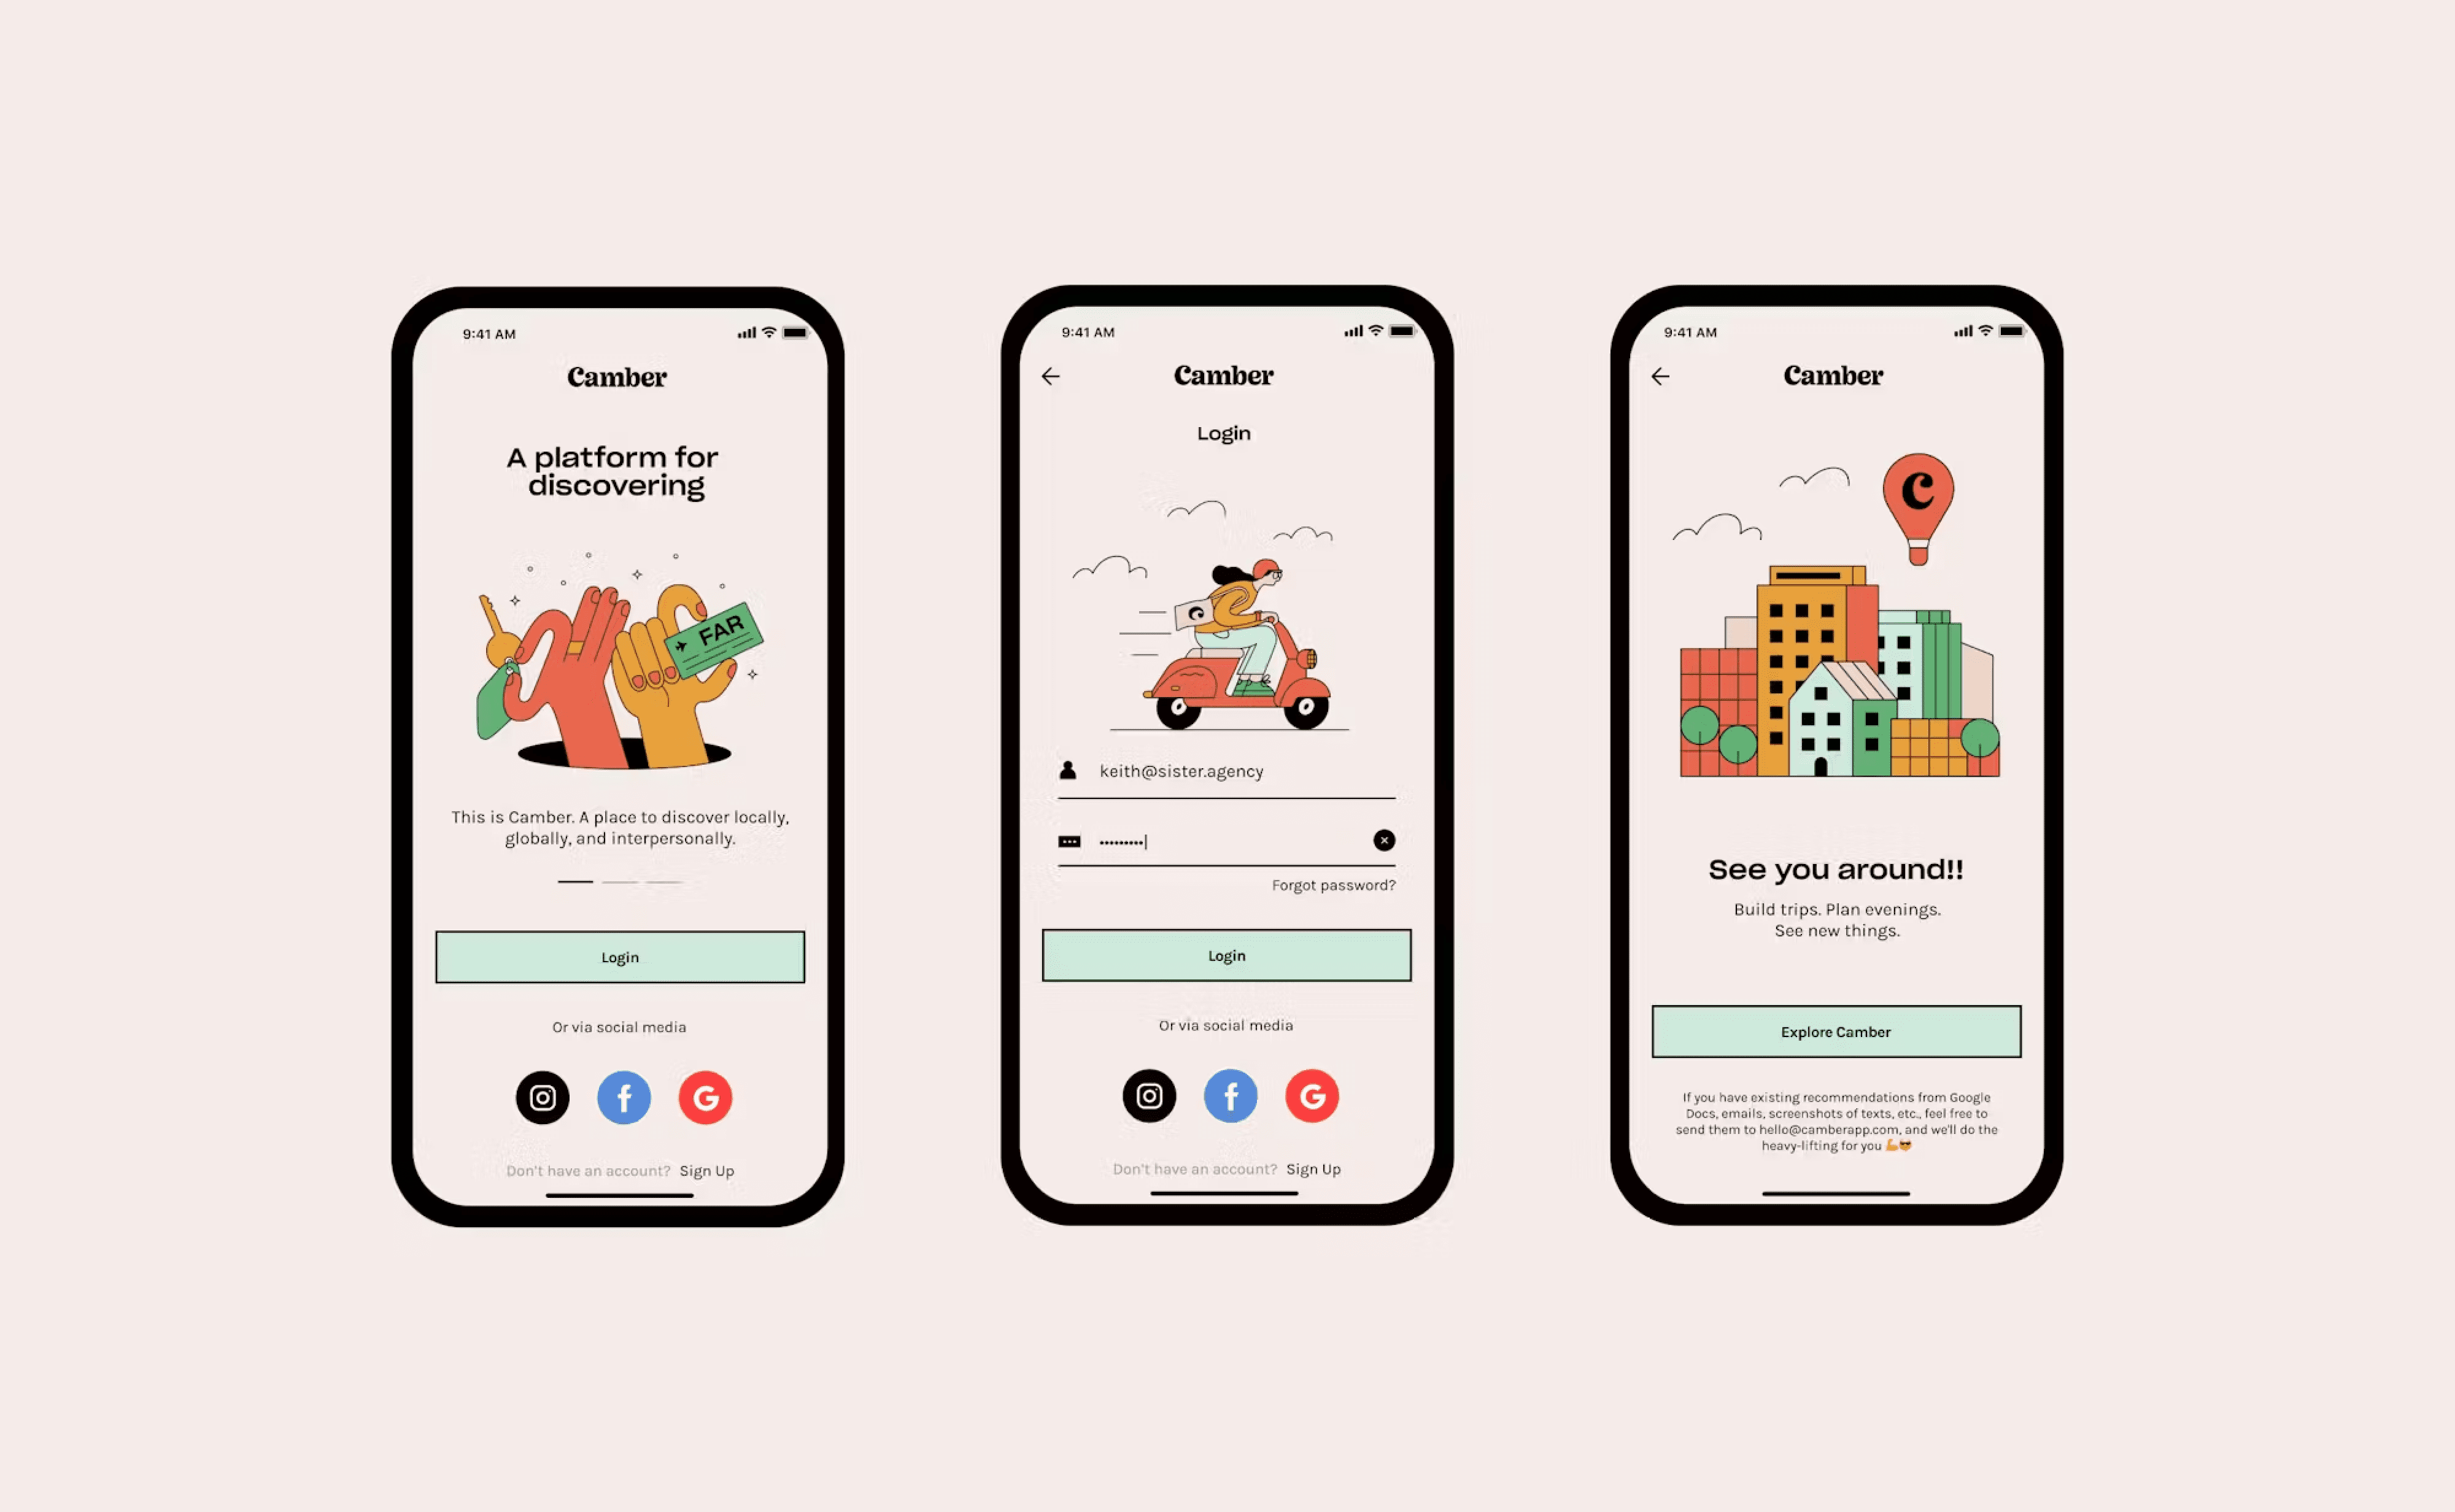 9:41 AM
Camber
A platform for
discovering
FAR
This is Camber. A place to discover locally,
globally, and interpersonally.
Login
Or via social media
f
G
Don't have an account? Sign Up
9:41 AM
Camber
Login
keith@sister.agency
Forgot password?
Login
Or via social media
f
G
Don't have an account? Sign Up
9:41 AM
Camber
C
See you around!!
Build trips. Plan evenings.
See new things.
Explore Camber
If you have existing recommendations from Google
Docs, emails, screenshots of texts, etc., feel free to
send them to hello@camberapp.com, and we'll do the
heavy-lifting for you 💪😎